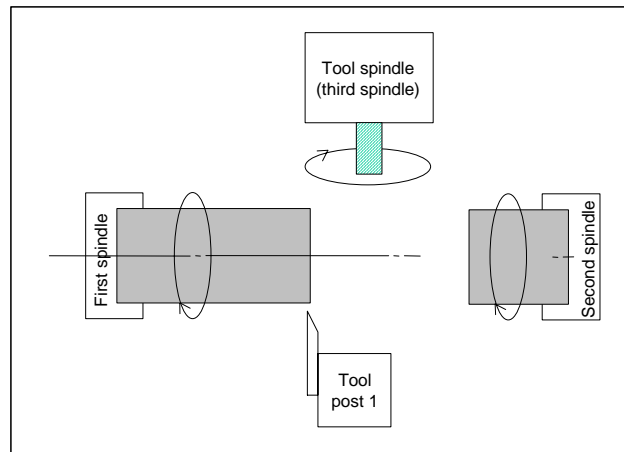 Tool spindle
(third spindle)
First spindle
Second spindle
Tool
post 1